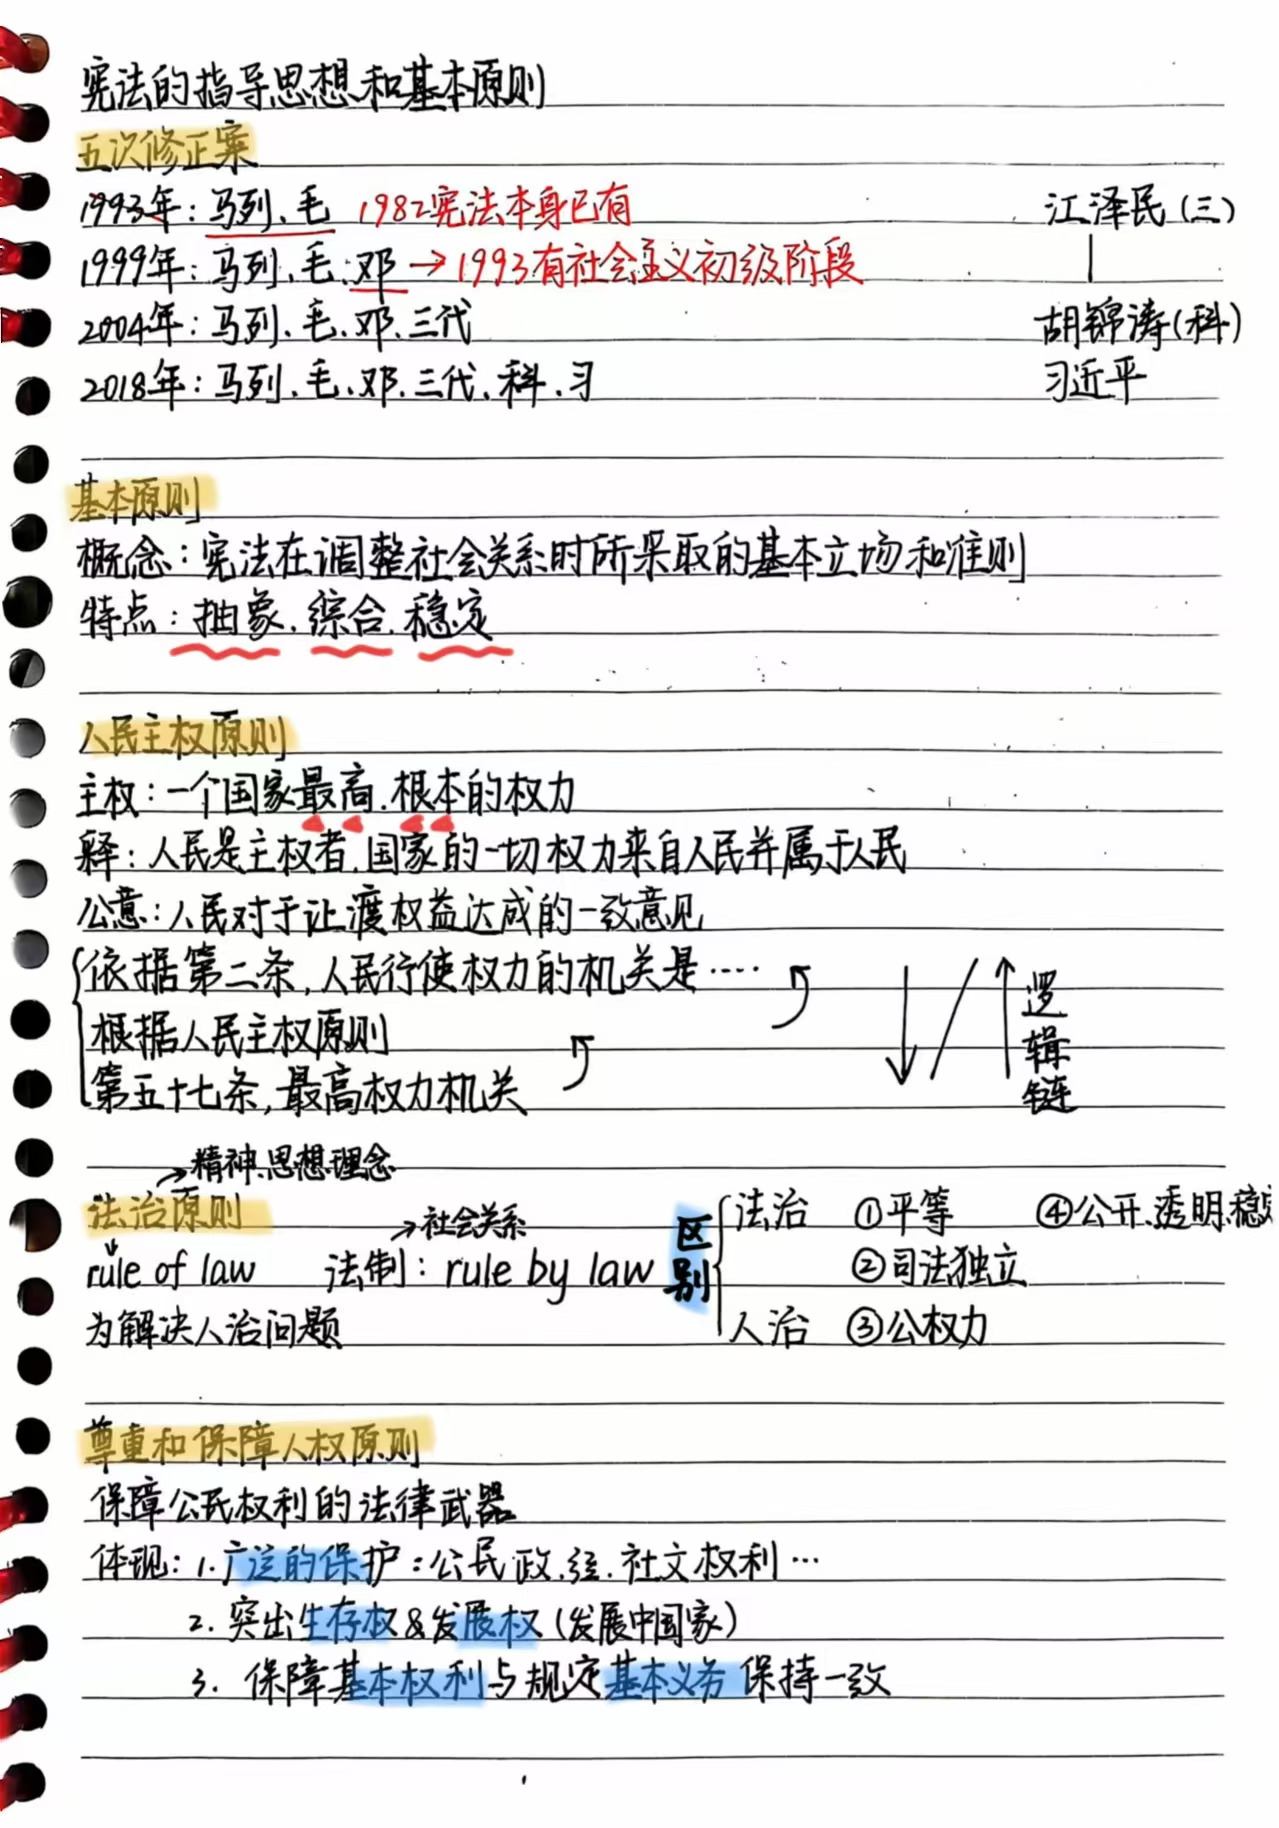 宪法的指导思想和基本原则
五次修正案
1993年：马列、毛 1982宪法本身已有 江泽民（三）
1999年：马列、毛、邓→1993有社会主义初级阶段
2004年：马列、毛、邓、三代 胡锦涛（科）
2018年：马列、毛、邓、三代、科、习 习近平
基本原则
概念：宪法在调整社会关系时所采取的基本立场和准则
特点：抽象、综合、稳定
人民主权原则
主权：一个国家最高、根本的权力
释：人民是主权者，国家的一切权力来自人民并属于人民
公意：人民对于让渡权益达成的一致意见
依据第二条，人民行使权力的机关是……
根据人民主权原则
第五十七条，最高权力机关
逻辑链
→精神、思想理念
法治原则 →社会关系 区别 法治 ①平等 ④公开、透明、稳定
rule of law 法制：rule by law ②司法独立
为解决人治问题 人治 ③公权力
尊重和保障人权原则
保障公民权利的法律武器
体现：1.广泛的保护：公民政、经、社文权利…
2.突出生存权&发展权（发展中国家）
3.保障基本权利与规定基本义务保持一致